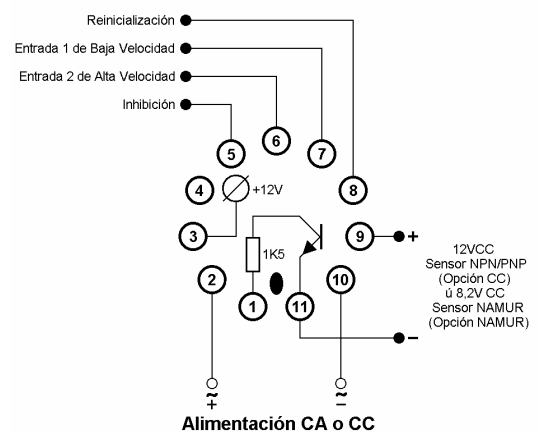 Reinicialización
Entrada 1 de Baja Velocidad
Entrada 2 de Alta Velocidad
Inhibición
5
6
7
4
+12V
8
3
9
+
1K5
2
1
11
10
12VCC
Sensor NPN/PNP
(Opción CC)
ú 8,2V CC
Sensor NAMUR
(Opción NAMUR)
−
~
+
~
−
Alimentación CA o CC